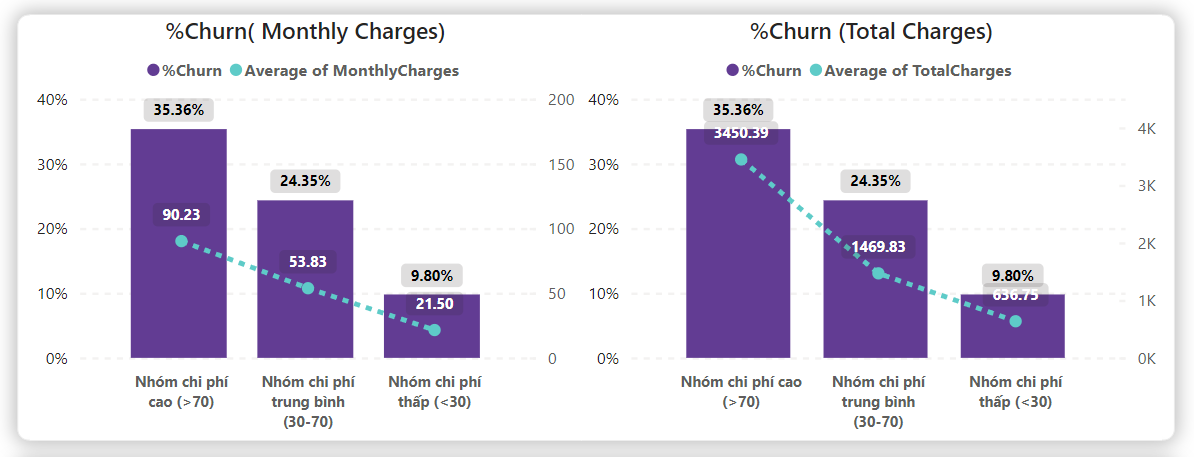 %Churn( Monthly Charges)
%Churn
Average of MonthlyCharges
40%
30%
20%
10%
0%
200
150
100
50
0
35.36%
24.35%
9.80%
90.23
53.83
21.50
Nhóm chi phí
cao (>70)
Nhóm chi phí
trung bình
(30-70)
Nhóm chi phí
thấp (<30)
%Churn (Total Charges)
%Churn
Average of TotalCharges
40%
30%
20%
10%
0%
4K
3K
2K
1K
0K
35.36%
3450.39
24.35%
1469.83
9.80%
636.75
Nhóm chi phí cao
(>70)
Nhóm chi phí
trung bình
(30-70)
Nhóm chi phí
thấp (<30)